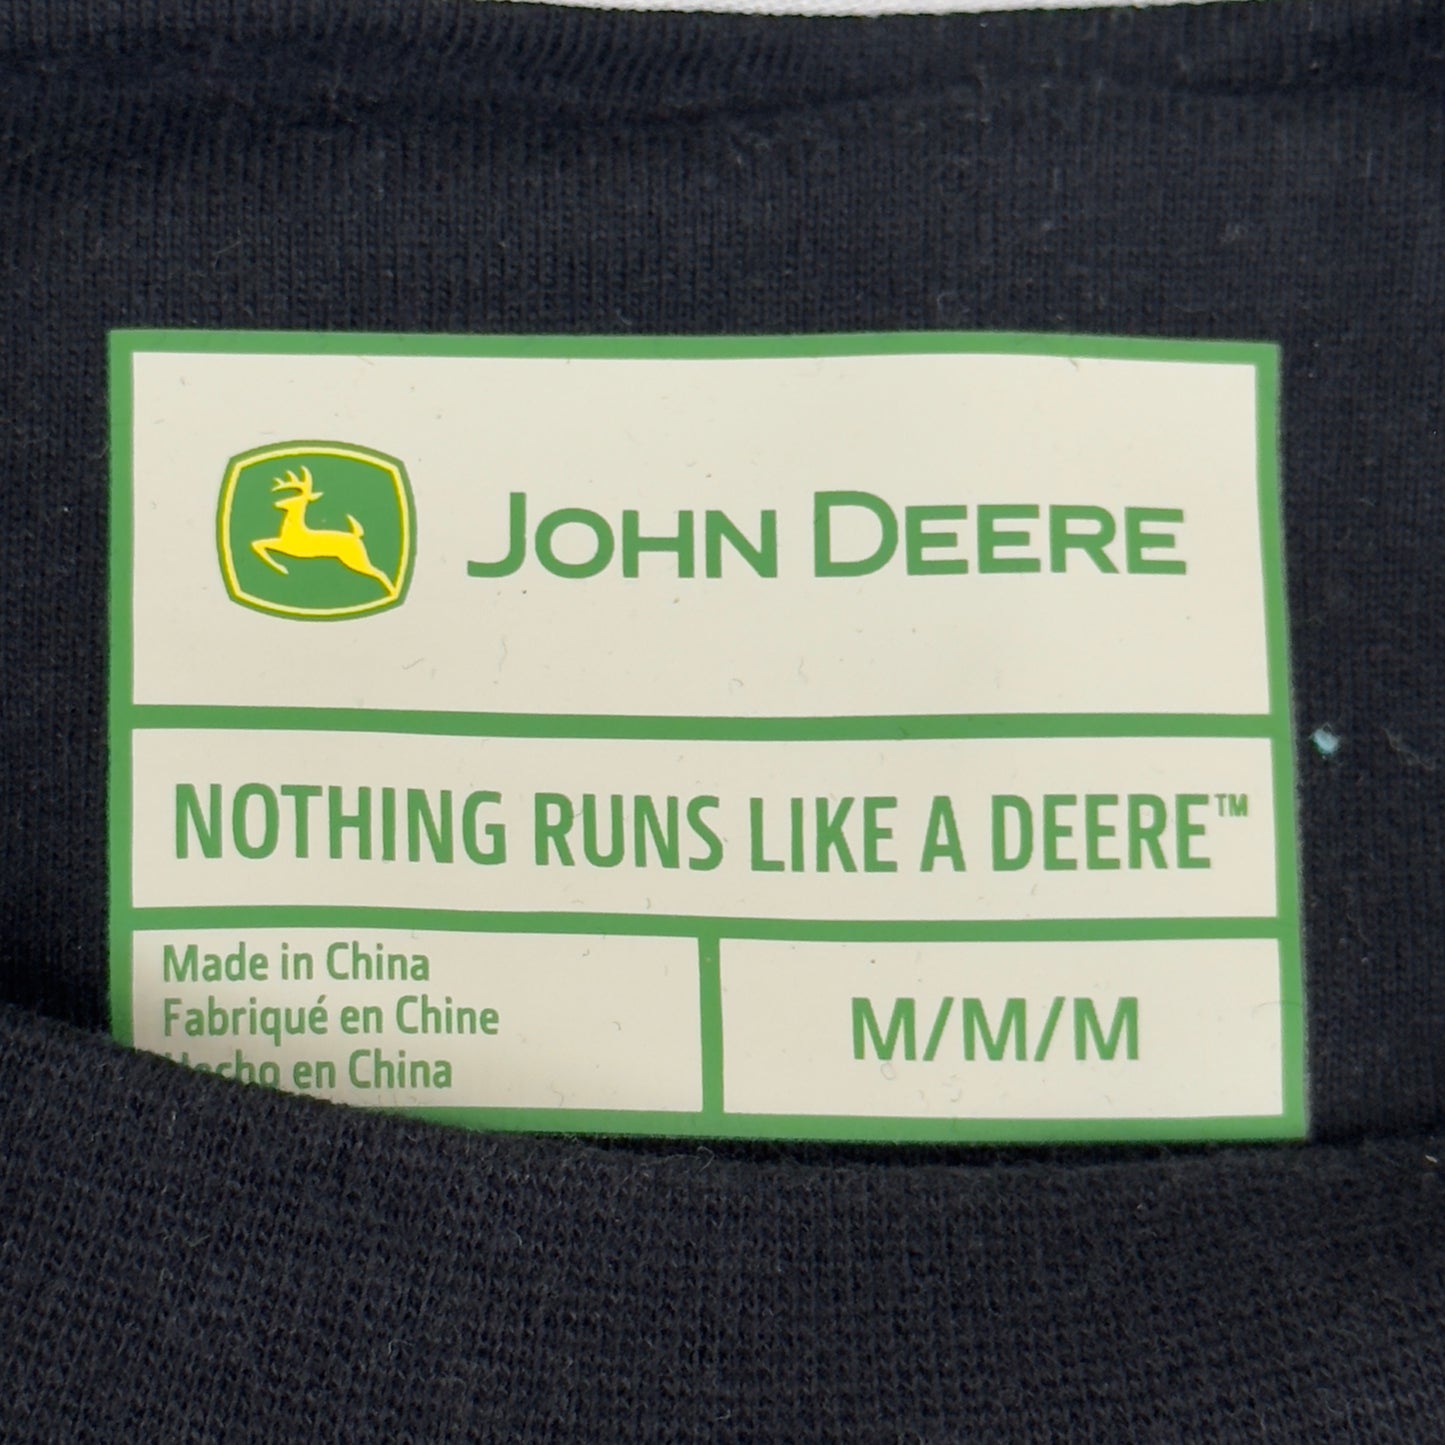 JOHN DEERE
NOTHING RUNS LIKE A DEERE™
Made in China
Fabriqué en Chine
Hecho en China
M/M/M